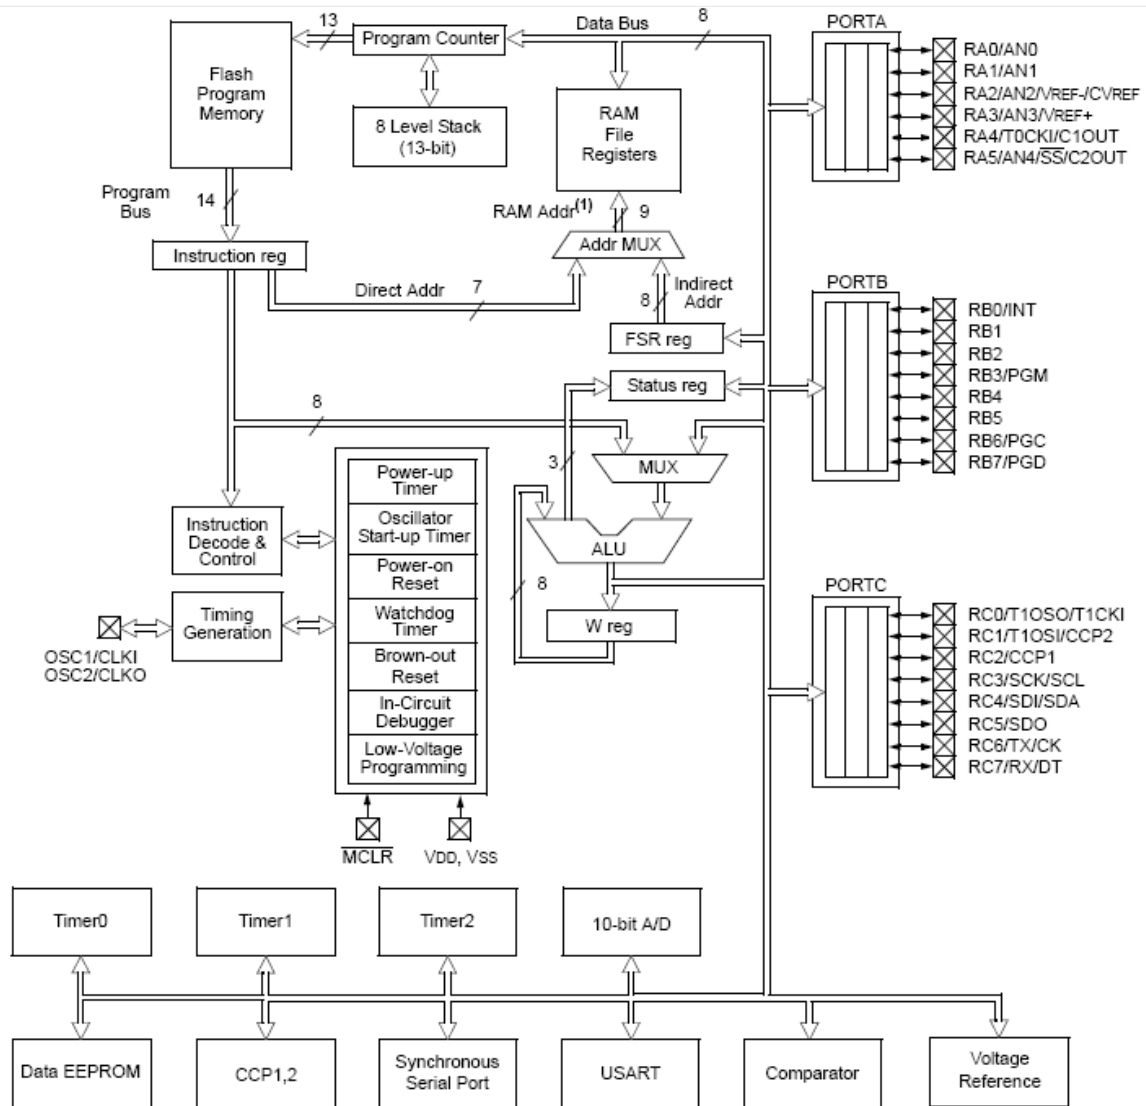 13
Data Bus
8
PORTA
Program Counter
Flash
Program
Memory
8 Level Stack
(13-bit)
RAM
File
Registers
RA0/AN0
RA1/AN1
RA2/AN2/VREF-/CVREF
RA3/AN3/VREF+
RA4/T0CKI/C1OUT
RA5/AN4/SS/C2OUT
Program
Bus
14
RAM Addr(1)
9
Addr MUX
Instruction reg
Direct Addr
7
8
Indirect
Addr
FSR reg
Status reg
PORTB
RB0/INT
RB1
RB2
RB3/PGM
RB4
RB5
RB6/PGC
RB7/PGD
8
3
MUX
Power-up
Timer
Oscillator
Start-up Timer
Power-on
Reset
Watchdog
Timer
Brown-out
Reset
In-Circuit
Debugger
Low-Voltage
Programming
Instruction
Decode &
Control
ALU
8
W reg
Timing
Generation
OSC1/CLKI
OSC2/CLKO
MCLR
VDD, VSS
PORTC
RC0/T1OSO/T1CKI
RC1/T1OSI/CCP2
RC2/CCP1
RC3/SCK/SCL
RC4/SDI/SDA
RC5/SDO
RC6/TX/CK
RC7/RX/DT
Timer0
Timer1
Timer2
10-bit A/D
Data EEPROM
CCP1,2
Synchronous
Serial Port
USART
Comparator
Voltage
Reference